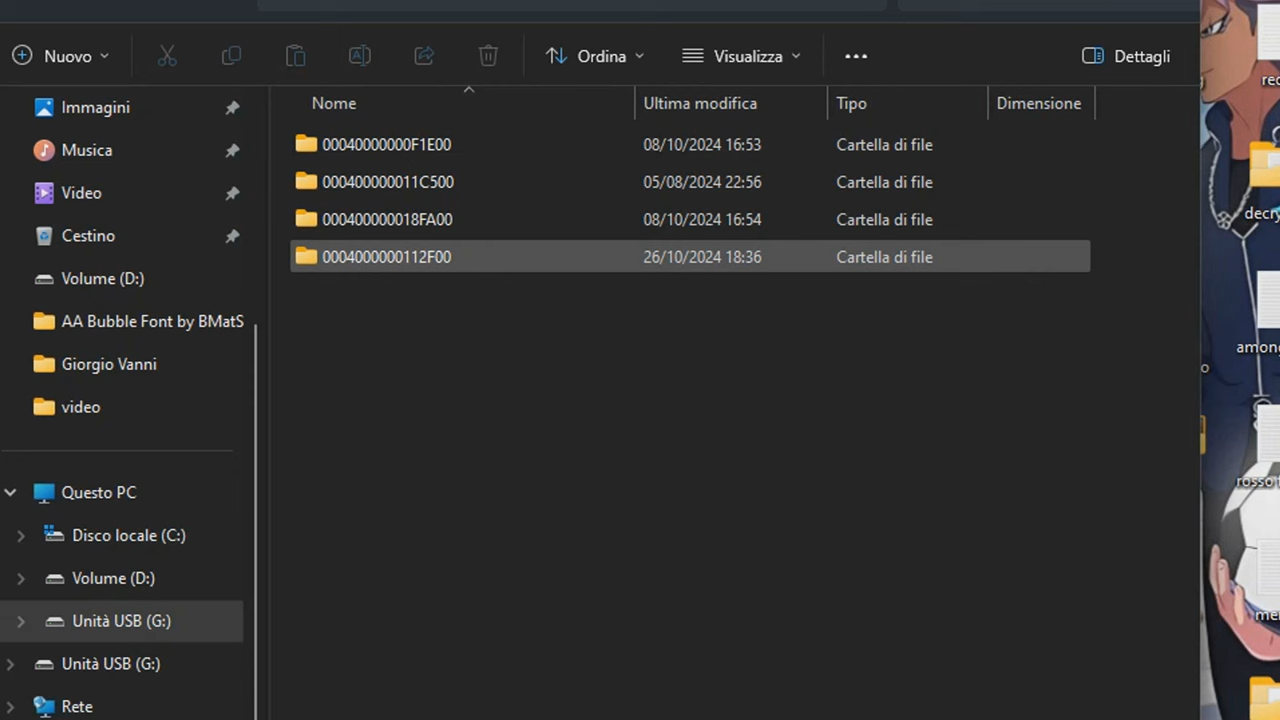 Nuovo Ordina Visualizza ••• Dettagli
Nome Ultima modifica Tipo Dimensione
00040000000F1E00 08/10/2024 16:53 Cartella di file
000400000011C500 05/08/2024 22:56 Cartella di file
000400000018FA00 08/10/2024 16:54 Cartella di file
0004000000112F00 26/10/2024 18:36 Cartella di file
Immagini
Musica
Video
Cestino
Volume (D:)
AA Bubble Font by BMatS
Giorgio Vanni
video
Questo PC
Disco locale (C:)
Volume (D:)
Unità USB (G:)
Unità USB (G:)
Rete
decry
among
rosso